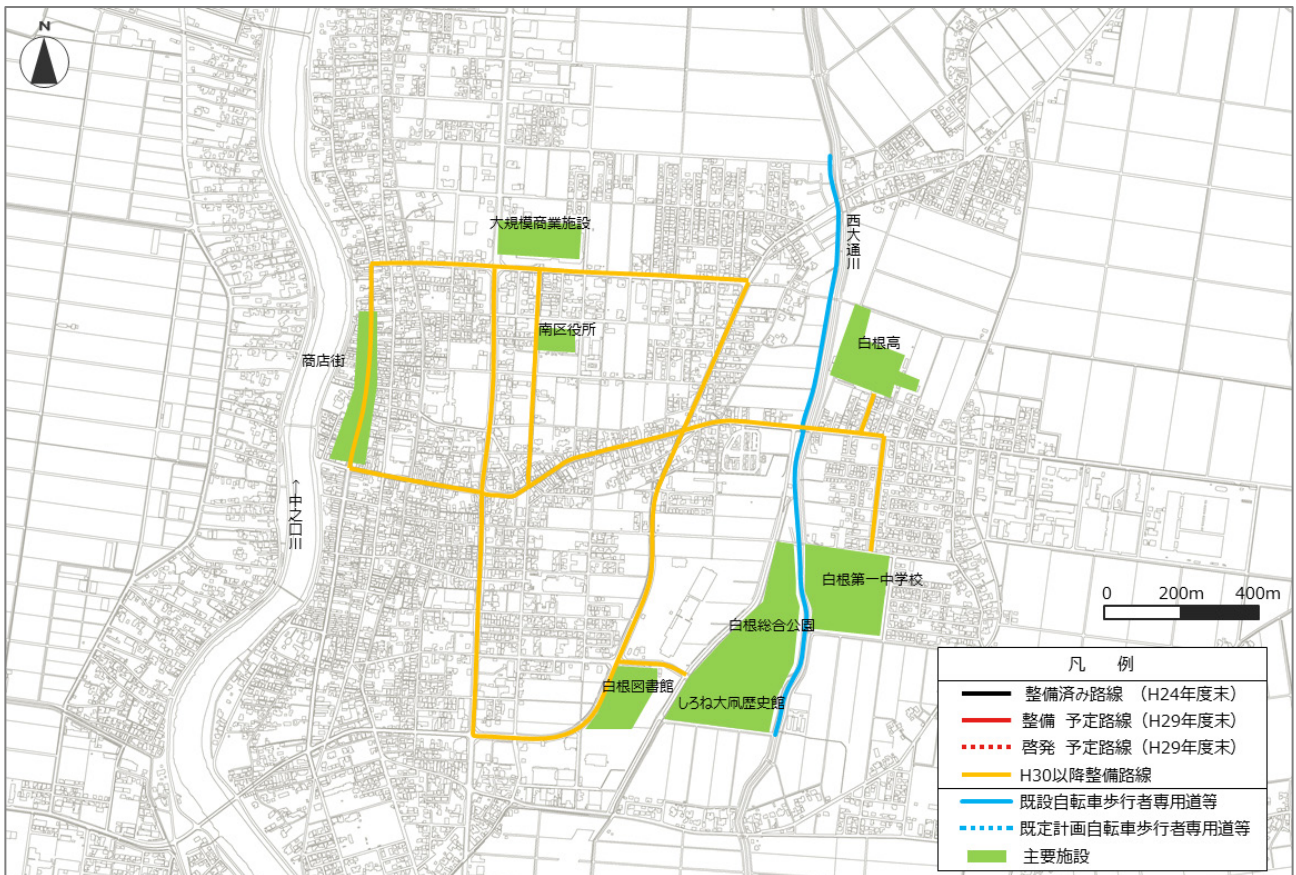 N
大規模商業施設
西大通川
南区役所
白根高
商店街
←中之口川
白根第一中学校
0 200m 400m
白根総合公園
白根図書館
しろね大凧歴史館
凡 例
整備済み路線 （H24年度末）
整備 予定路線（H29年度末）
啓発 予定路線（H29年度末）
H30以降整備路線
既設自転車歩行者専用道等
既定計画自転車歩行者専用道等
主要施設